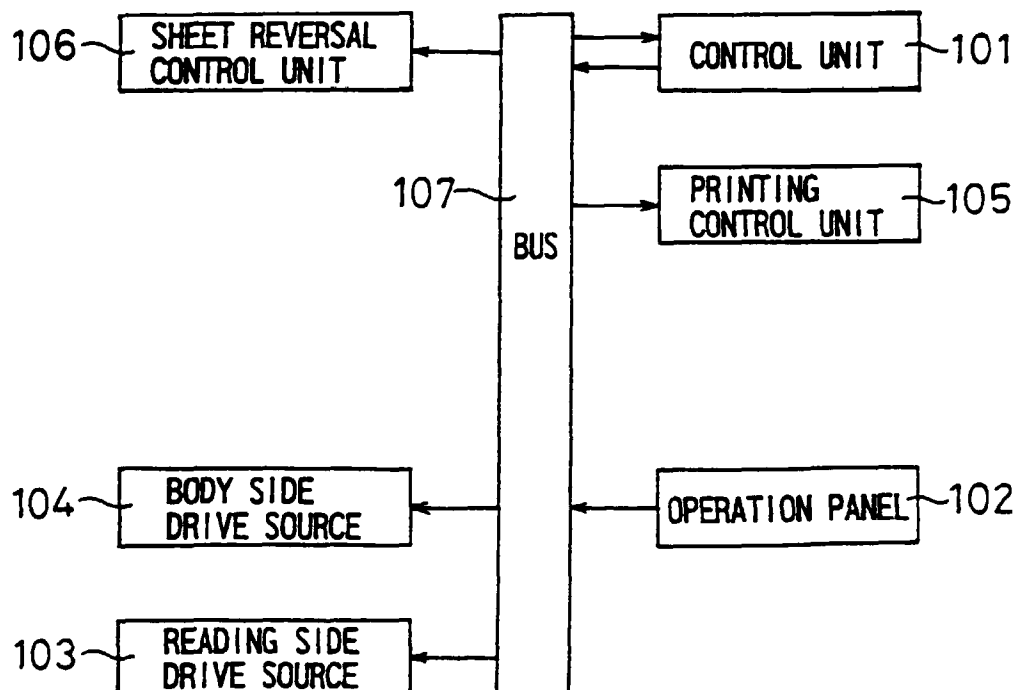 106
SHEET REVERSAL
CONTROL UNIT
CONTROL UNIT
101
107
BUS
PRINTING
CONTROL UNIT
105
104
BODY SIDE
DRIVE SOURCE
OPERATION PANEL
102
103
READING SIDE
DRIVE SOURCE